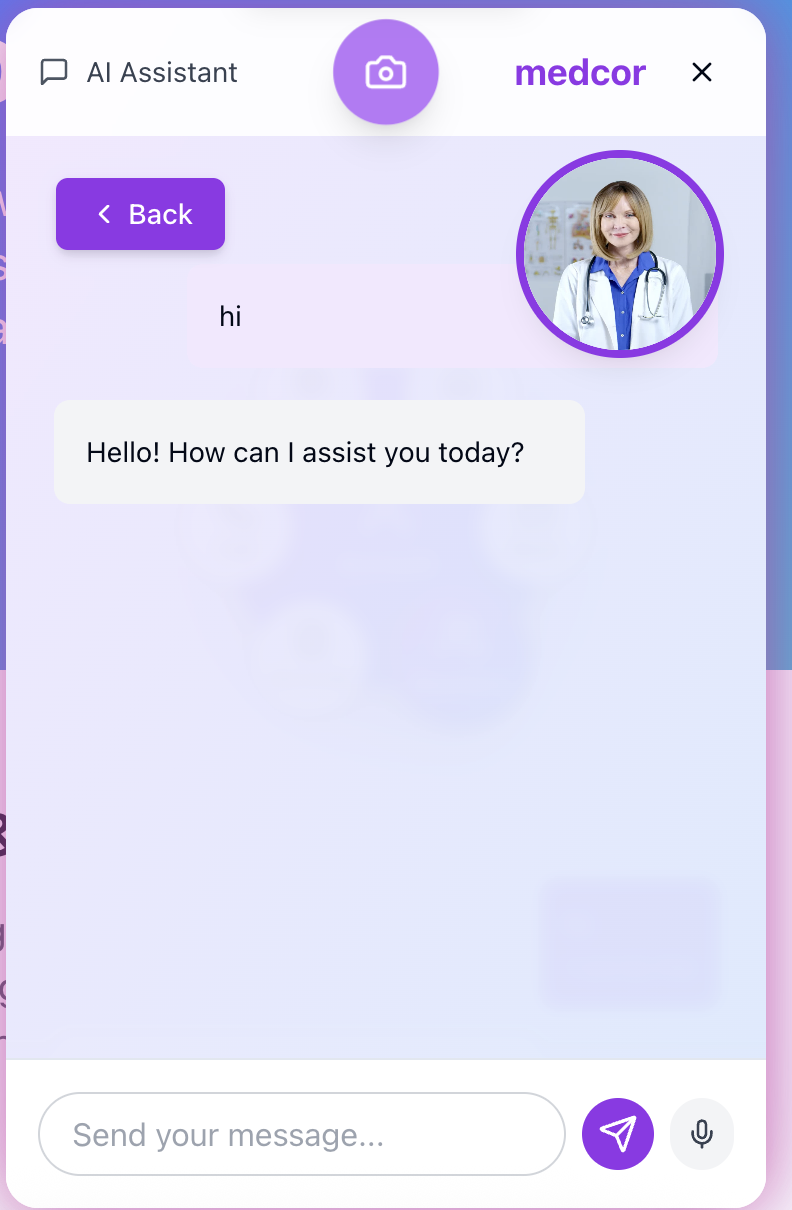 AI Assistant
medcor
Back
hi
Hello! How can I assist you today?
&
Send your message...